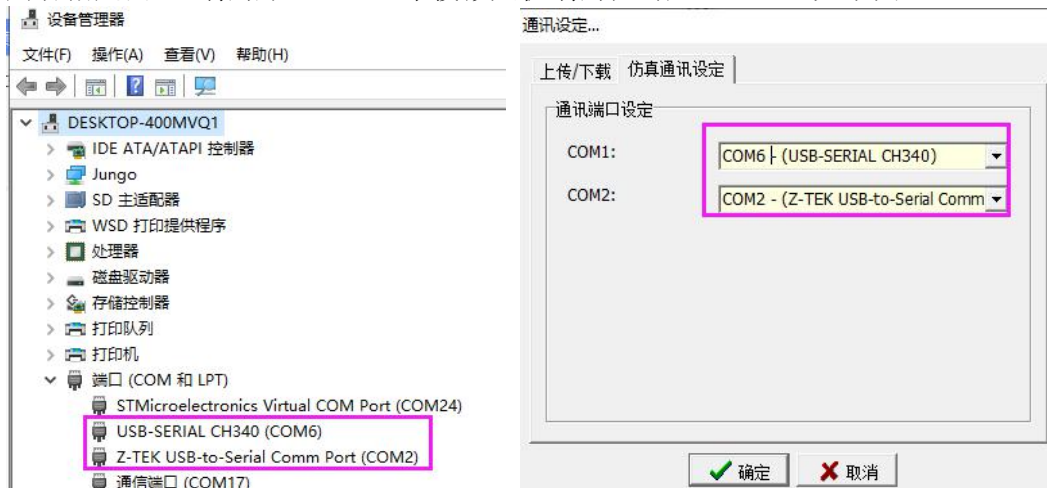 设备管理器
文件(F) 操作(A) 查看(V) 帮助(H)
DESKTOP-400MVQ1
IDE ATA/ATAPI 控制器
Jungo
SD 主适配器
WSD 打印提供程序
处理器
磁盘驱动器
存储控制器
打印队列
打印机
端口 (COM 和 LPT)
STMicroelectronics Virtual COM Port (COM24)
USB-SERIAL CH340 (COM6)
Z-TEK USB-to-Serial Comm Port (COM2)
通信端口 (COM17)
通讯设定...
上传/下载 仿真通讯设定
通讯端口设定
COM1: COM6 - (USB-SERIAL CH340)
COM2: COM2 - (Z-TEK USB-to-Serial Comm
确定 取消